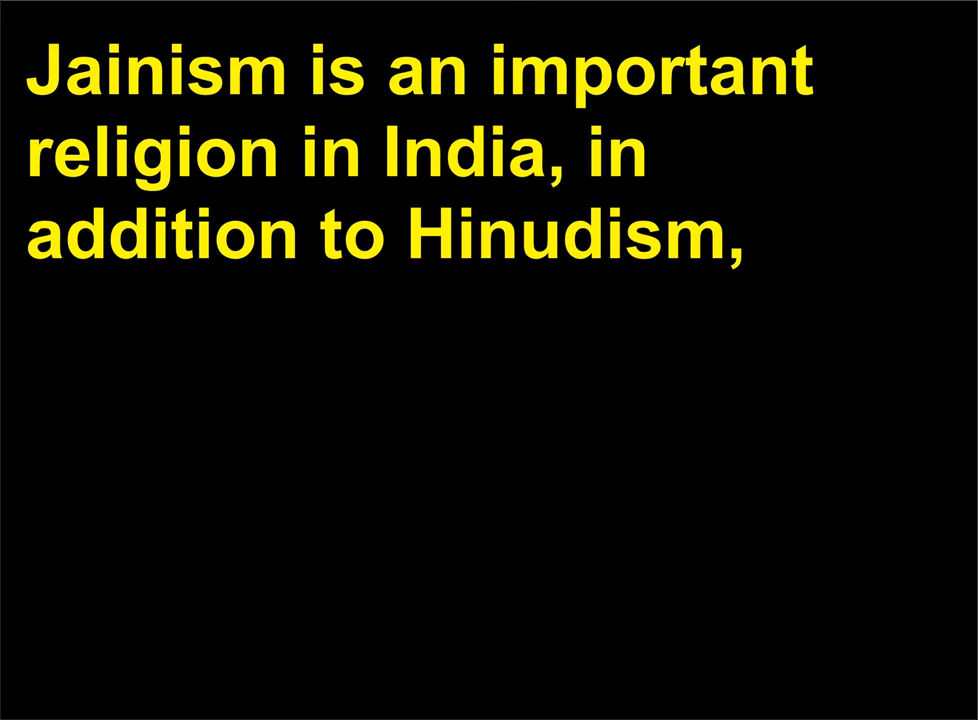 Jainism is an important
religion in India, in
addition to Hinudism,